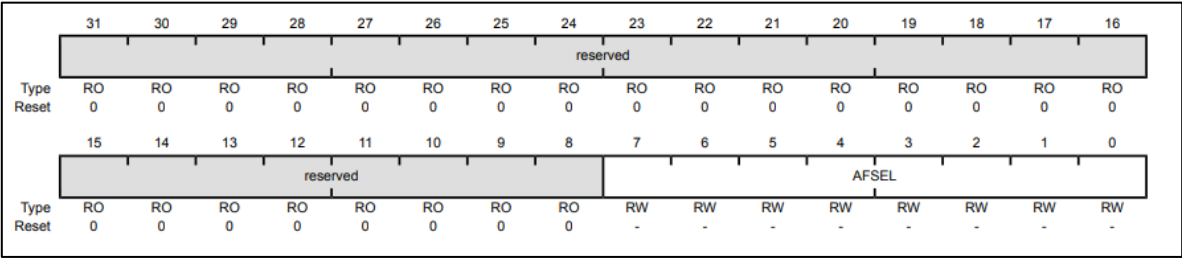 31 30 29 28 27 26 25 24 23 22 21 20 19 18 17 16
reserved
Type RO RO RO RO RO RO RO RO RO RO RO RO RO RO RO RO
Reset 0 0 0 0 0 0 0 0 0 0 0 0 0 0 0 0
15 14 13 12 11 10 9 8 7 6 5 4 3 2 1 0
reserved AFSEL
Type RO RO RO RO RO RO RO RO RW RW RW RW RW RW RW RW
Reset 0 0 0 0 0 0 0 0 - - - - - - - -